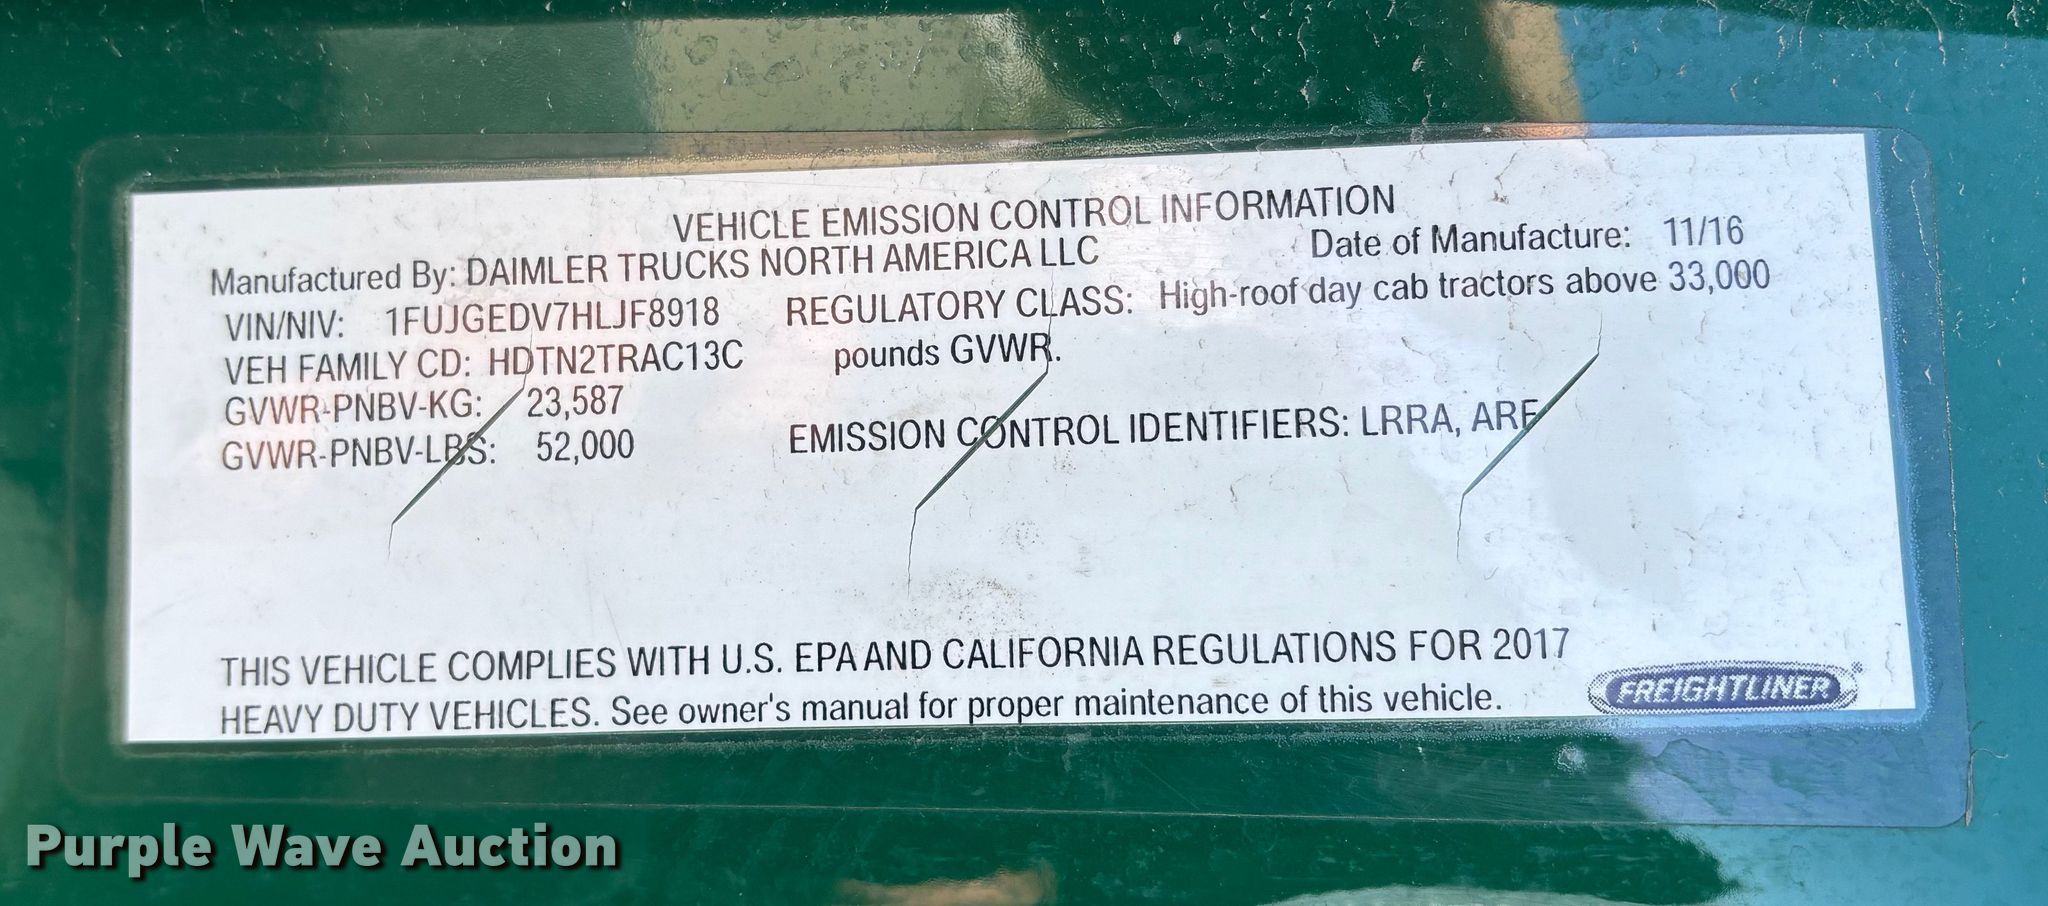 VEHICLE EMISSION CONTROL INFORMATION
Manufactured By: DAIMLER TRUCKS NORTH AMERICA LLC Date of Manufacture: 11/16
VIN/NIV: 1FUJGEDV7HLJF8918 REGULATORY CLASS: High-roof day cab tractors above 33,000
VEH FAMILY CD: HDTN2TRAC13C pounds GVWR.
GVWR-PNBV-KG: 23,587
GVWR-PNBV-LBS: 52,000 EMISSION CONTROL IDENTIFIERS: LRRA, ARF
THIS VEHICLE COMPLIES WITH U.S. EPA AND CALIFORNIA REGULATIONS FOR 2017
HEAVY DUTY VEHICLES. See owner's manual for proper maintenance of this vehicle.
FREIGHTLINER
Purple Wave Auction